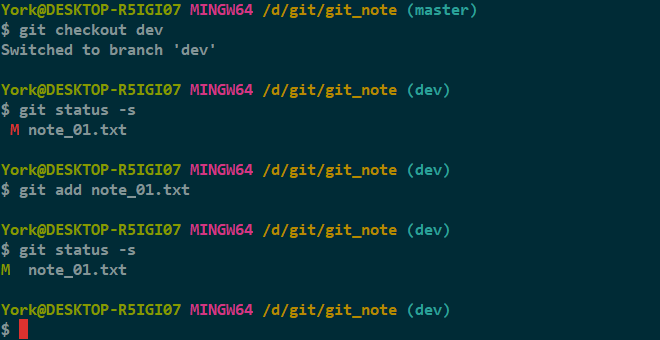 York@DESKTOP-R5IGI07 MINGW64 /d/git/git_note (master)
$ git checkout dev
Switched to branch 'dev'
York@DESKTOP-R5IGI07 MINGW64 /d/git/git_note (dev)
$ git status -s
 M note_01.txt
York@DESKTOP-R5IGI07 MINGW64 /d/git/git_note (dev)
$ git add note_01.txt
York@DESKTOP-R5IGI07 MINGW64 /d/git/git_note (dev)
$ git status -s
M  note_01.txt
York@DESKTOP-R5IGI07 MINGW64 /d/git/git_note (dev)
$